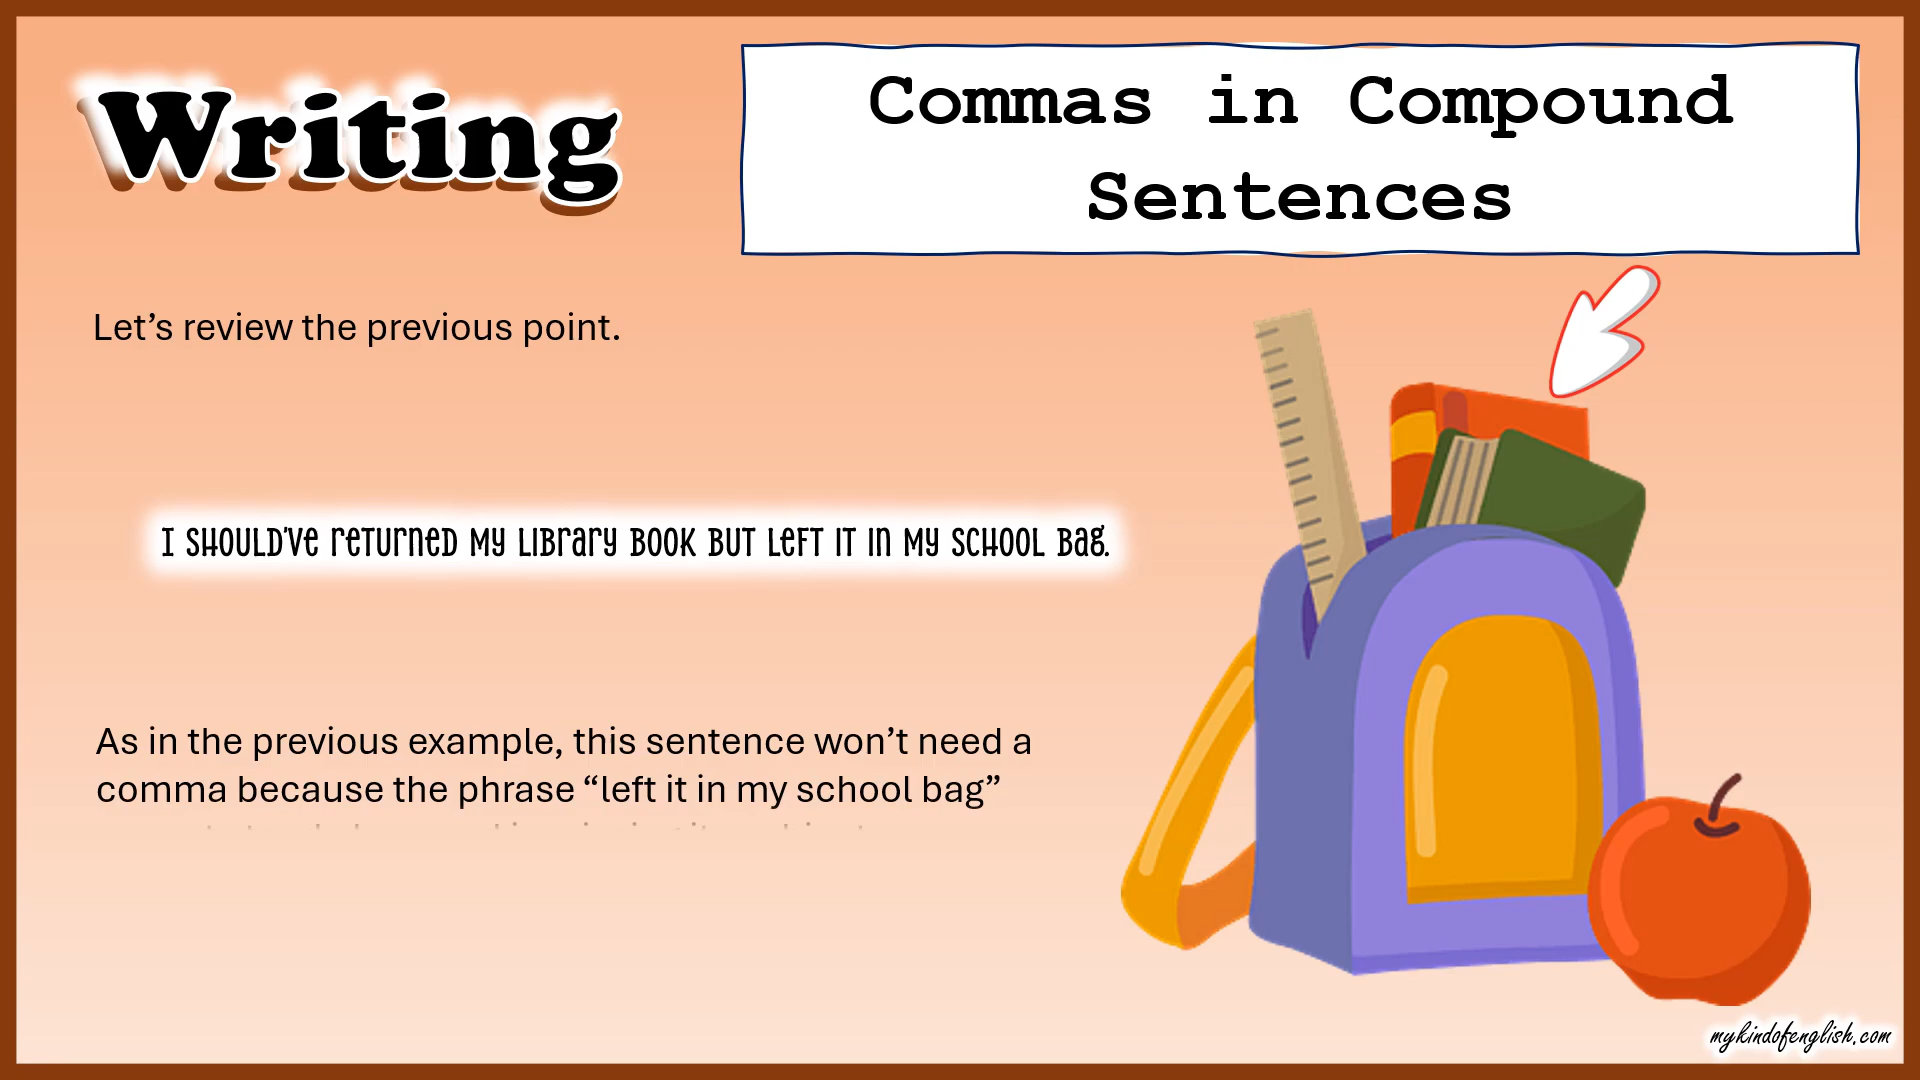 Writing
Commas in Compound
Sentences
Let’s review the previous point.
I should’ve returned my library book but left it in my school bag.
As in the previous example, this sentence won’t need a
comma because the phrase “left it in my school bag”
mykindofenglish.com